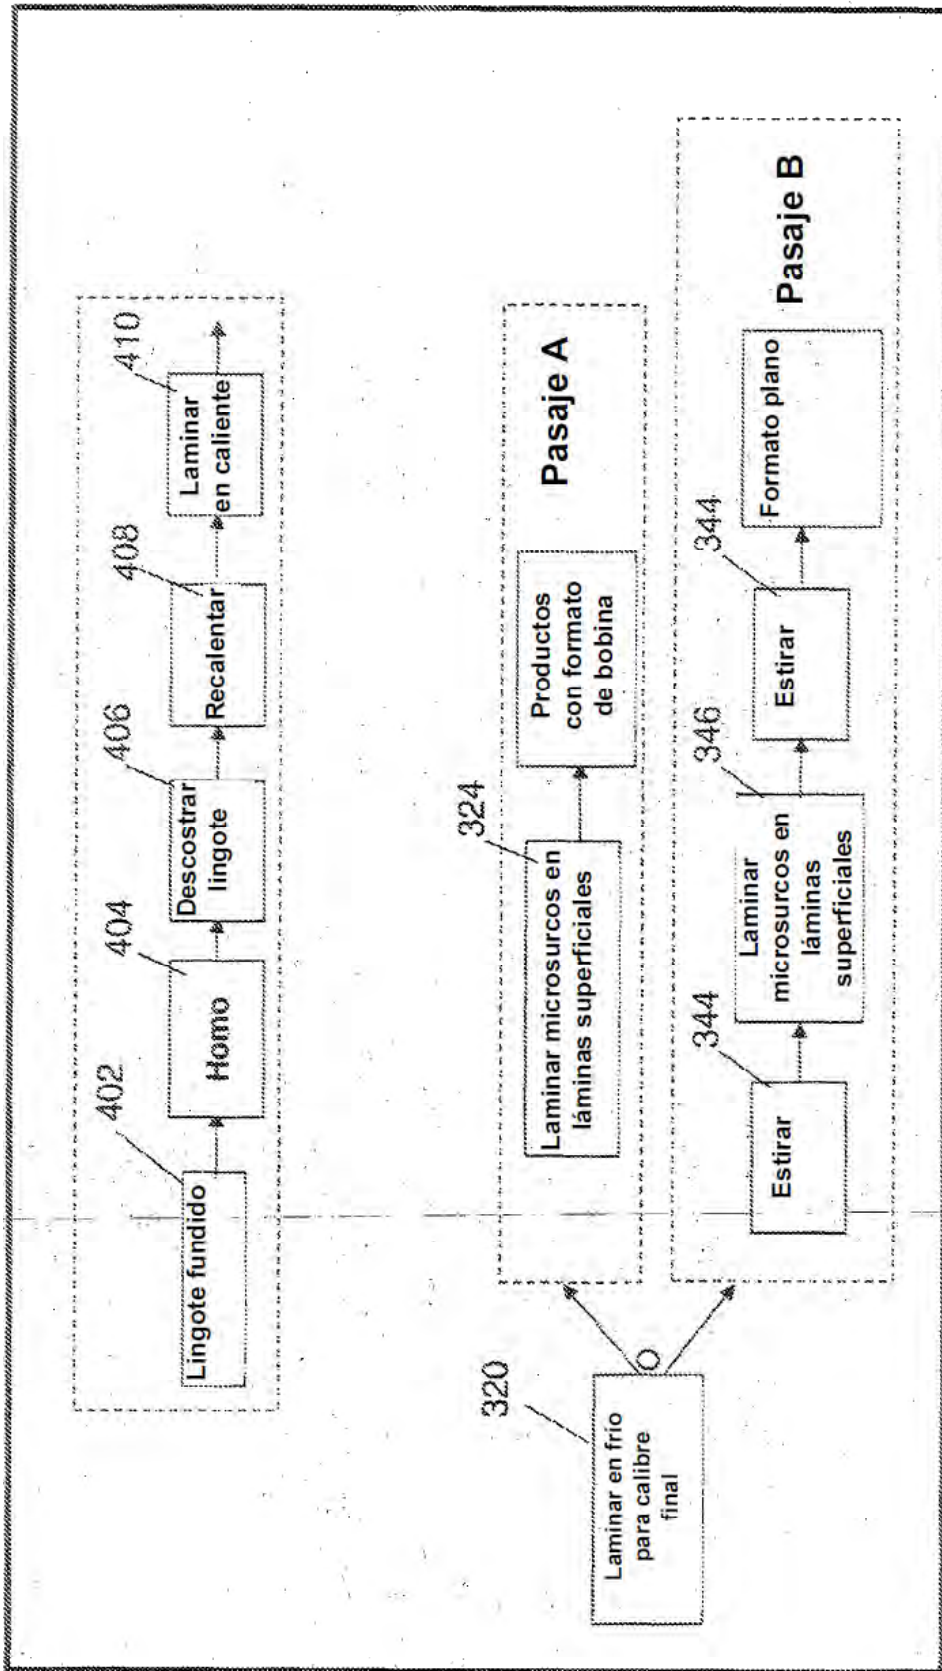 402
Lingote fundido
404
Homo
406
Descostrar
lingote
408
Recalentar
410
Laminar
en caliente
320
Laminar en frío
para calibre
final
O
324
Laminar microsurcos en
láminas superficiales
Productos
con formato
de bobina
Pasaje A
344
Estirar
346
Laminar
microsurcos en
láminas
superficiales
344
Estirar
Formato plano
Pasaje B